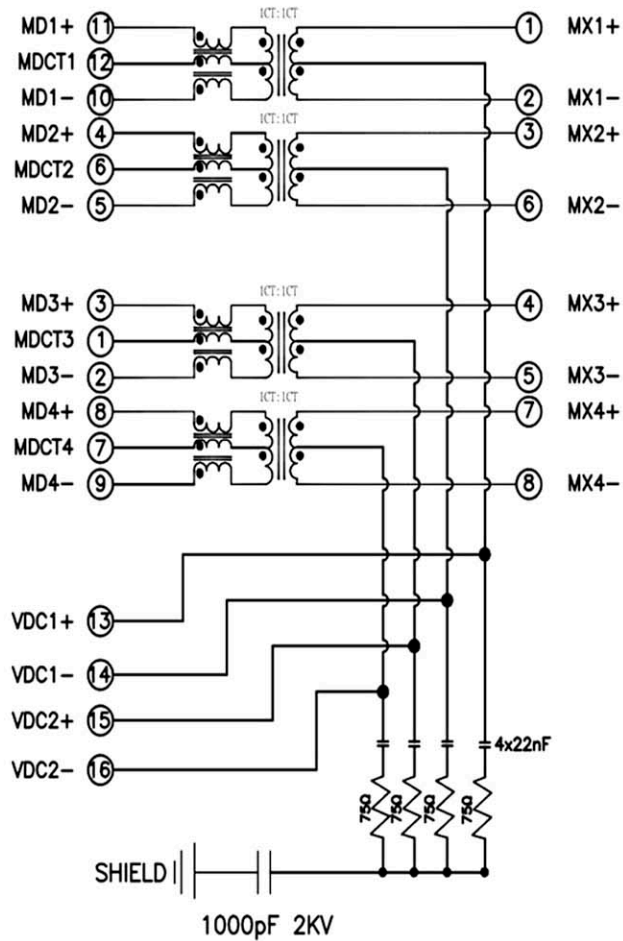 1CT:1CT
MD1+ 11 1 MX1+
MDCT1 12
MD1- 10 2 MX1-
1CT:1CT
MD2+ 4 3 MX2+
MDCT2 6
MD2- 5 6 MX2-
1CT:1CT
MD3+ 3 4 MX3+
MDCT3 1
MD3- 2 5 MX3-
1CT:1CT
MD4+ 8 7 MX4+
MDCT4 7
MD4- 9 8 MX4-
VDC1+ 13
VDC1- 14
VDC2+ 15
VDC2- 16
4x22nF
75Ω 75Ω 75Ω 75Ω
SHIELD
1000pF 2KV